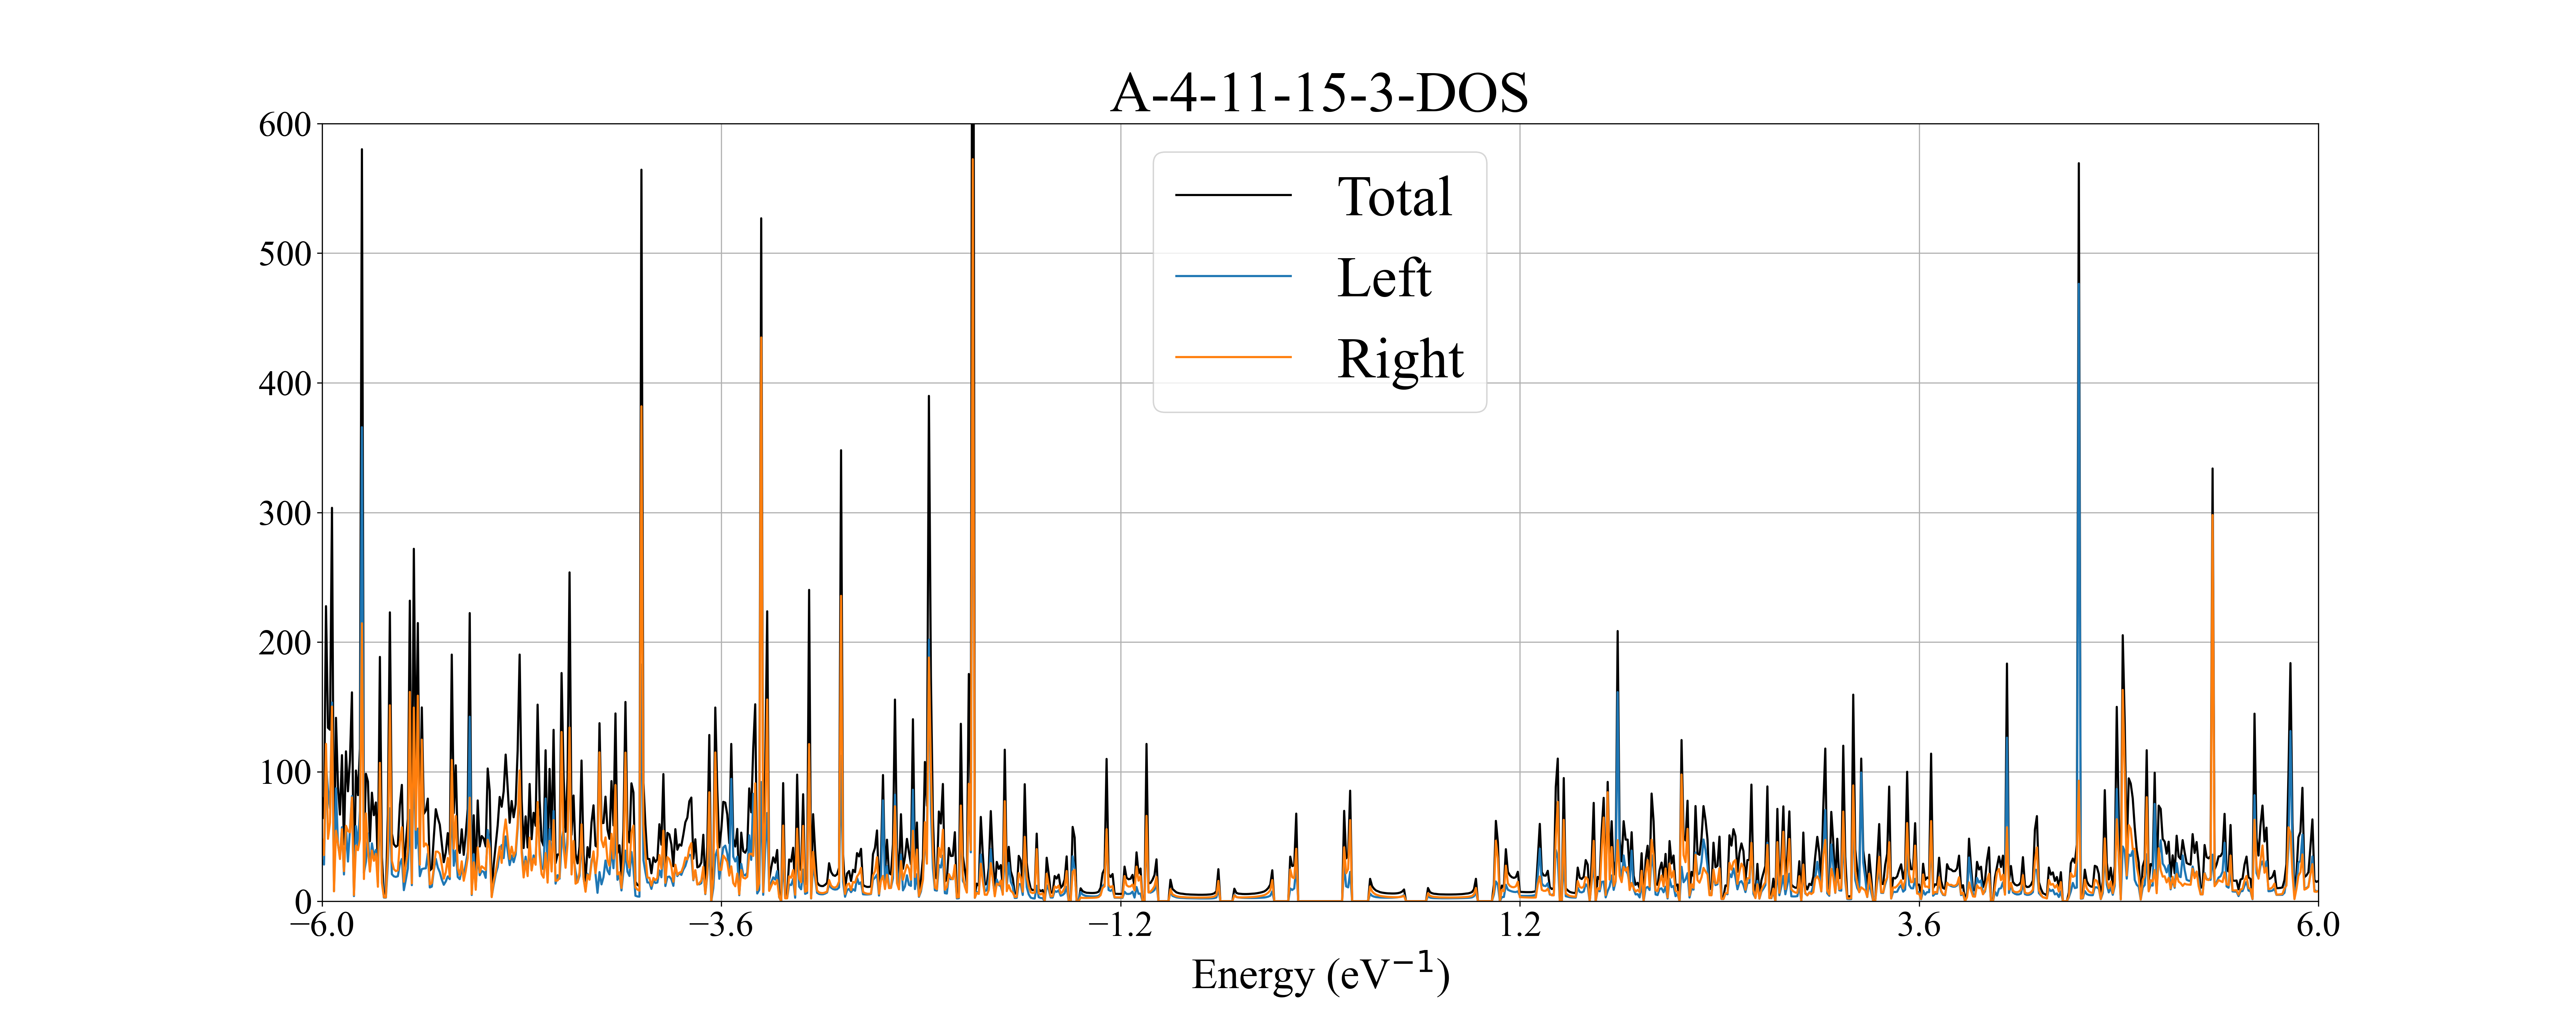 A-4-11-15-3-DOS
Total
Left
Right
600
500
400
300
200
100
0
−6.0 −3.6 −1.2 1.2 3.6 6.0
Energy (eV⁻¹)